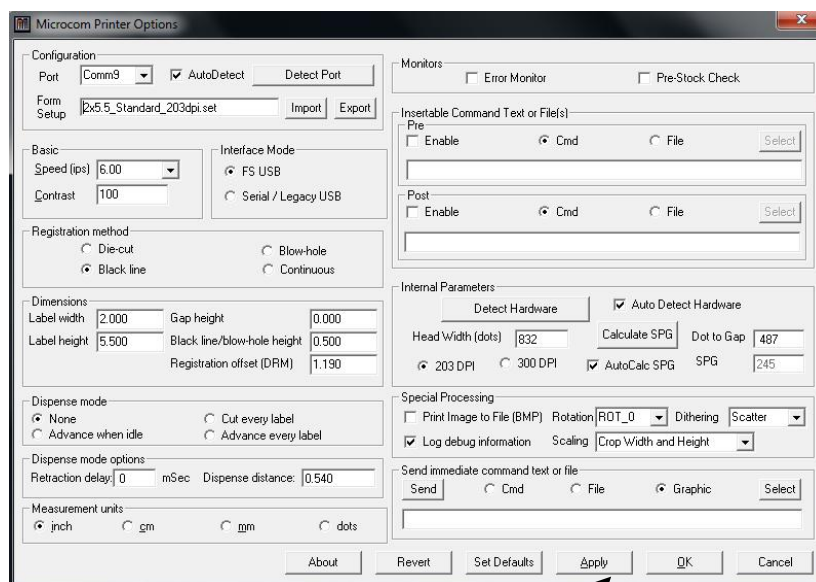 Microcom Printer Options
Configuration
Port Comm9 AutoDetect Detect Port
Form Setup 2x5.5_Standard_203dpi.set Import Export
Basic
Speed (ips) 6.00
Contrast 100
Interface Mode
FS USB
Serial / Legacy USB
Registration method
Die-cut Blow-hole
Black line Continuous
Dimensions
Label width 2.000 Gap height 0.000
Label height 5.500 Black line/blow-hole height 0.500
Registration offset (DRM) 1.190
Dispense mode
None Cut every label
Advance when idle Advance every label
Dispense mode options
Retraction delay: 0 mSec Dispense distance: 0.540
Measurement units
inch cm mm dots
Monitors
Error Monitor Pre-Stock Check
Insertable Command Text or File(s)
Pre
Enable Cmd File Select
Post
Enable Cmd File Select
Internal Parameters
Detect Hardware Auto Detect Hardware
Head Width (dots) 832 Calculate SPG Dot to Gap 487
203 DPI 300 DPI AutoCalc SPG SPG 245
Special Processing
Print Image to File (BMP) Rotation ROT_0 Dithering Scatter
Log debug information Scaling Crop Width and Height
Send immediate command text or file
Send Cmd File Graphic Select
About Revert Set Defaults Apply OK Cancel